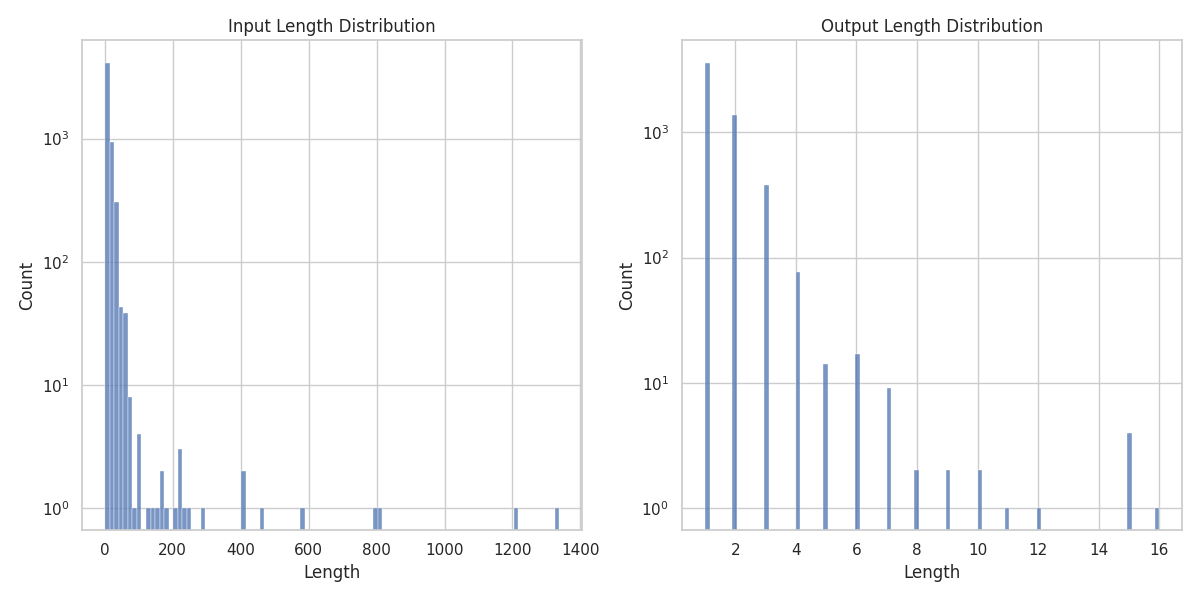 Input Length Distribution
Count
10³
10²
10¹
10⁰
0 200 400 600 800 1000 1200 1400
Length
Output Length Distribution
Count
10³
10²
10¹
10⁰
2 4 6 8 10 12 14 16
Length